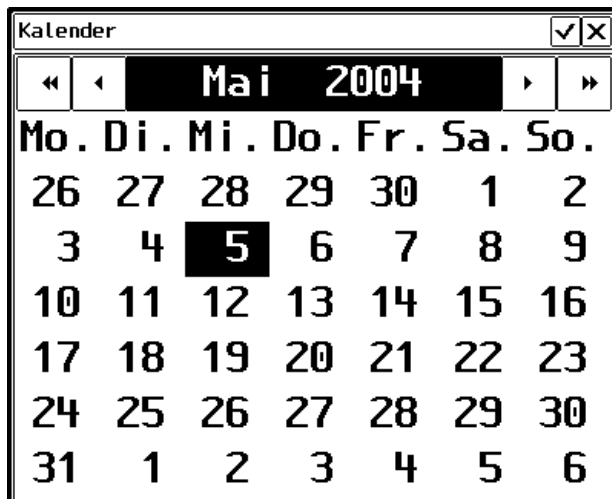 Kalender
Mai 2004
Mo. Di. Mi. Do. Fr. Sa. So.
26 27 28 29 30 1 2
3 4 5 6 7 8 9
10 11 12 13 14 15 16
17 18 19 20 21 22 23
24 25 26 27 28 29 30
31 1 2 3 4 5 6